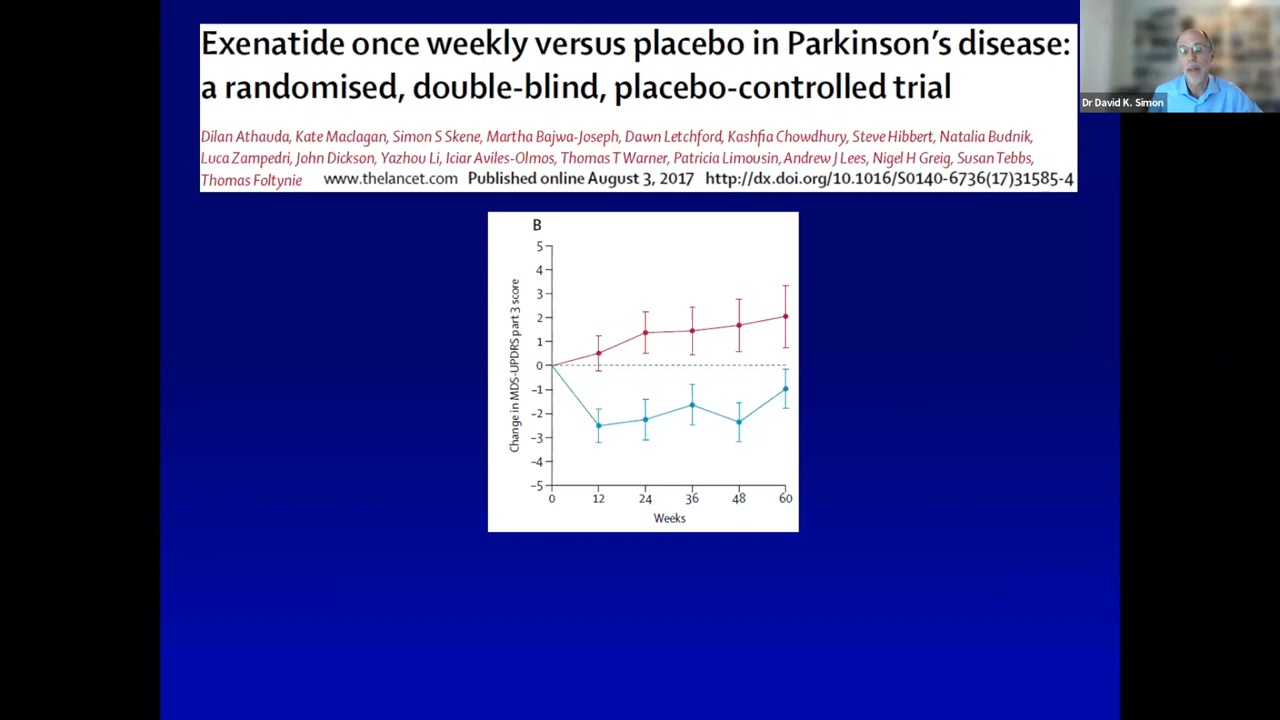 Exenatide once weekly versus placebo in Parkinson's disease:
a randomised, double-blind, placebo-controlled trial
Dilan Athauda, Kate Maclagan, Simon S Skene, Martha Bajwa-Joseph, Dawn Letchford, Kashfia Chowdhury, Steve Hibbert, Natalia Budnik,
Luca Zampedri, John Dickson, Yazhou Li, Iciar Aviles-Olmos, Thomas T Warner, Patricia Limousin, Andrew J Lees, Nigel H Greig, Susan Tebbs,
Thomas Foltynie www.thelancet.com Published online August 3, 2017 http://dx.doi.org/10.1016/S0140-6736(17)31585-4
Dr David K. Simon
B
Change in MDS-UPDRS part 3 score
5
4
3
2
1
0
-1
-2
-3
-4
-5
0 12 24 36 48 60
Weeks